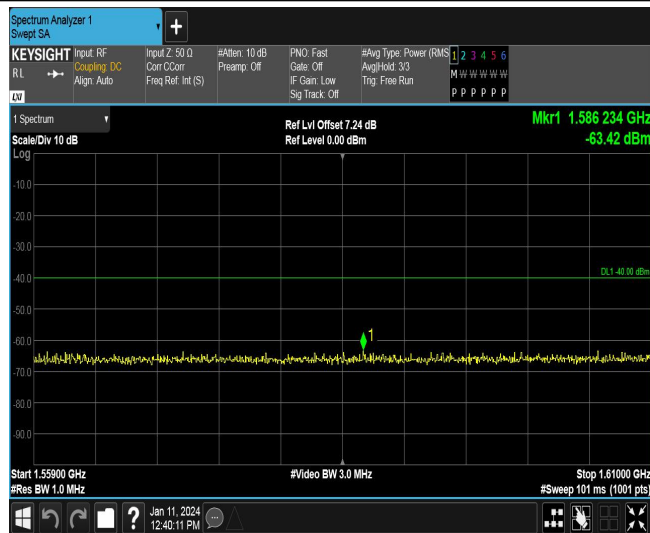 Spectrum Analyzer 1
Swept SA
+
KEYSIGHT
RL
LXI
Input: RF
Coupling: DC
Align: Auto
Input Z: 50 Ω
Corr CCorr
Freq Ref: Int (S)
#Atten: 10 dB
Preamp: Off
PNO: Fast
Gate: Off
IF Gain: Low
Sig Track: Off
#Avg Type: Power (RMS
Avg|Hold: 3/3
Trig: Free Run
1 2 3 4 5 6
M W W W W W
P P P P P P
1 Spectrum
Scale/Div 10 dB
Log
Ref Lvl Offset 7.24 dB
Ref Level 0.00 dBm
Mkr1 1.586 234 GHz
-63.42 dBm
-10.0
-20.0
-30.0
-40.0
DL1 -40.00 dBm
-50.0
-60.0
1
-70.0
-80.0
-90.0
Start 1.55900 GHz
#Res BW 1.0 MHz
#Video BW 3.0 MHz
Stop 1.61000 GHz
#Sweep 101 ms (1001 pts)
?
Jan 11, 2024
12:40:11 PM